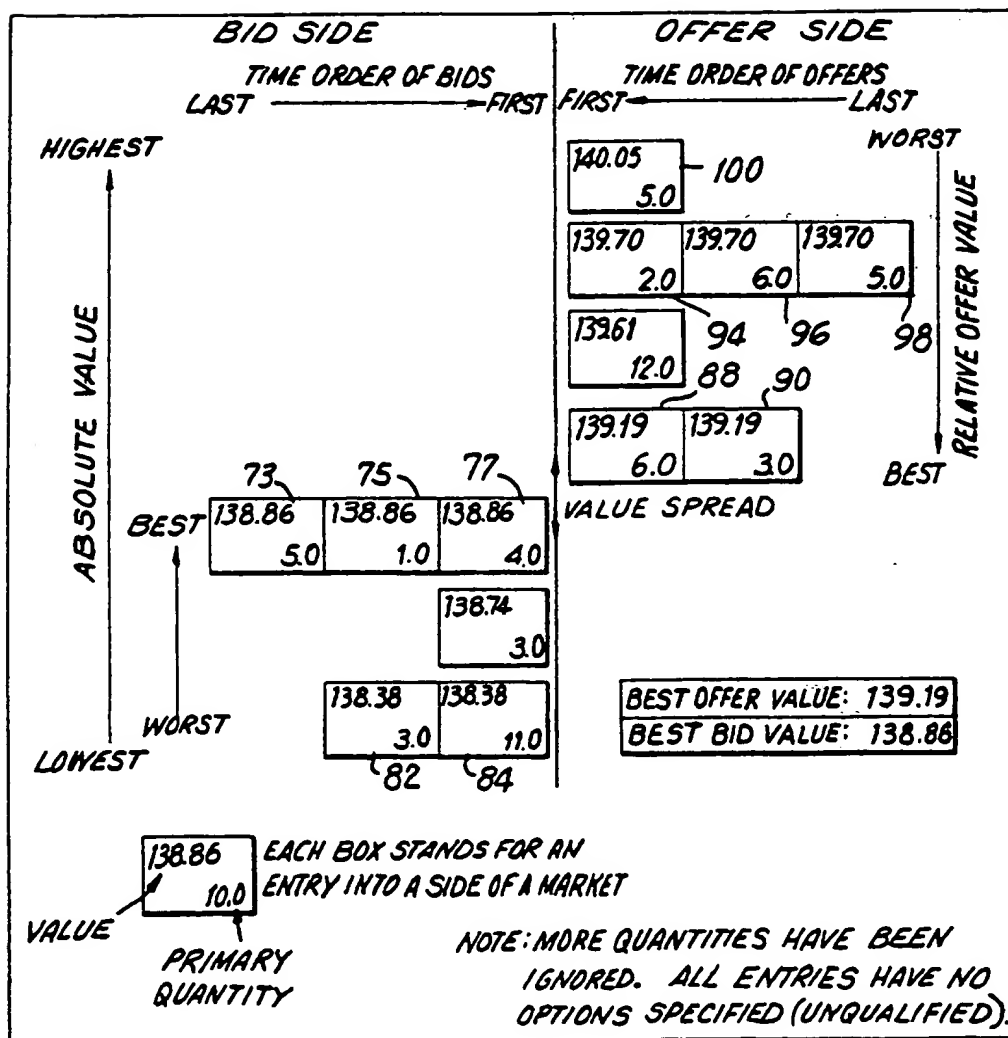 BID SIDE
OFFER SIDE
TIME ORDER OF BIDS
TIME ORDER OF OFFERS
LAST
FIRST
FIRST
LAST
HIGHEST
WORST
140.05
5.0
100
139.70
139.70
139.70
2.0
6.0
5.0
94
96
98
139.61
12.0
88
90
139.19
139.19
6.0
3.0
BEST
RELATIVE OFFER VALUE
ABSOLUTE VALUE
73
75
77
VALUE SPREAD
BEST
138.86
138.86
138.86
5.0
1.0
4.0
138.74
3.0
138.38
138.38
3.0
11.0
WORST
LOWEST
82
84
BEST OFFER VALUE: 139.19
BEST BID VALUE: 138.86
138.86
10.0
EACH BOX STANDS FOR AN
ENTRY INTO A SIDE OF A MARKET
VALUE
PRIMARY
QUANTITY
NOTE: MORE QUANTITIES HAVE BEEN
IGNORED. ALL ENTRIES HAVE NO
OPTIONS SPECIFIED (UNQUALIFIED).